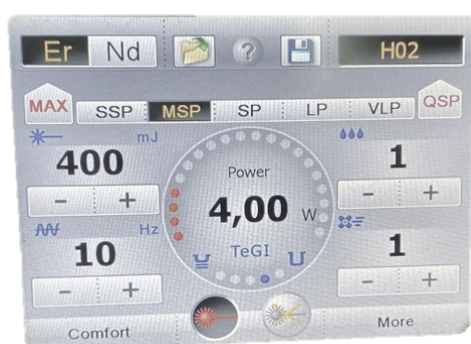 Er Nd ? H02
MAX SSP MSP SP LP VLP QSP
mJ
400
- +
Hz
10
- +
Power
4,00 W
TeGI
1
- +
1
- +
Comfort More